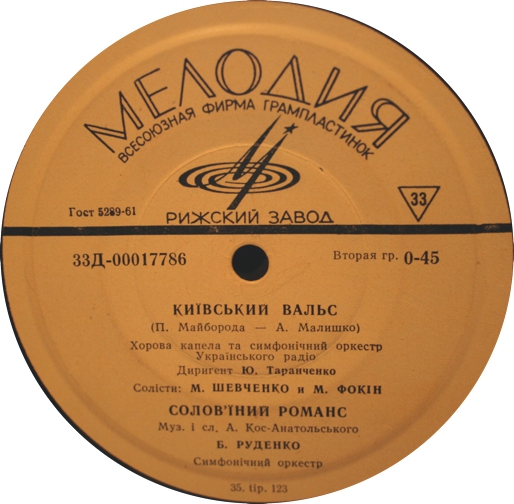 МЕЛОДИЯ
ВСЕСОЮЗНАЯ ФИРМА ГРАМПЛАСТИНОК
Гост 5289-61
33
РИЖСКИЙ ЗАВОД
33Д-00017786
Вторая гр. 0-45
КИЇВСЬКИЙ ВАЛЬС
(П. Майборода — А. Малишко)
Хорова капела та симфонічний оркестр
Українського радіо
Диригент Ю. Таранченко
Солісти: М. ШЕВЧЕНКО и М. ФОКІН
СОЛОВ'ЇНИЙ РОМАНС
Муз. і сл. А. Кос-Анатольського
Б. РУДЕНКО
Симфонічний оркестр
35. tip. 123